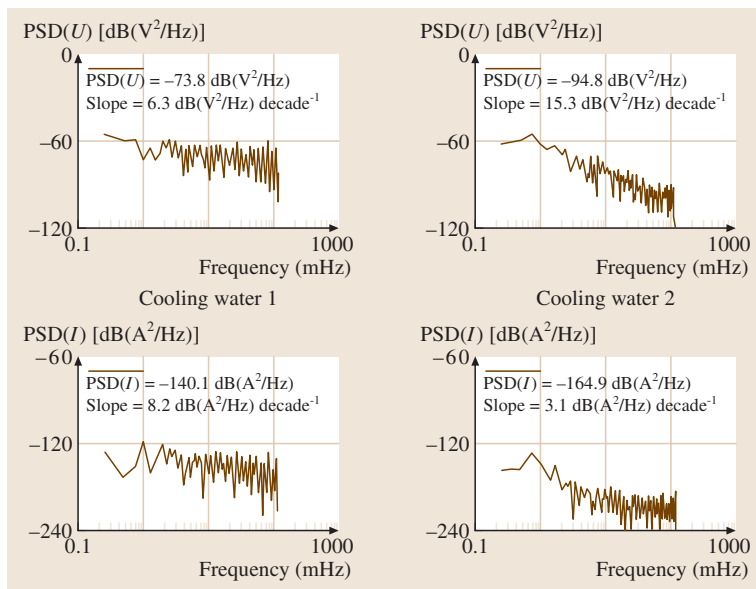 PSD(U) [dB(V²/Hz)]
0
PSD(U) = –73.8 dB(V²/Hz)
Slope = 6.3 dB(V²/Hz) decade⁻¹
–60
–120
0.1
1000
Frequency (mHz)
PSD(U) [dB(V²/Hz)]
0
PSD(U) = –94.8 dB(V²/Hz)
Slope = 15.3 dB(V²/Hz) decade⁻¹
–60
–120
0.1
1000
Frequency (mHz)
Cooling water 1
Cooling water 2
PSD(I) [dB(A²/Hz)]
–60
PSD(I) = –140.1 dB(A²/Hz)
Slope = 8.2 dB(A²/Hz) decade⁻¹
–120
–240
0.1
1000
Frequency (mHz)
PSD(I) [dB(A²/Hz)]
–60
PSD(I) = –164.9 dB(A²/Hz)
Slope = 3.1 dB(A²/Hz) decade⁻¹
–120
–240
0.1
1000
Frequency (mHz)